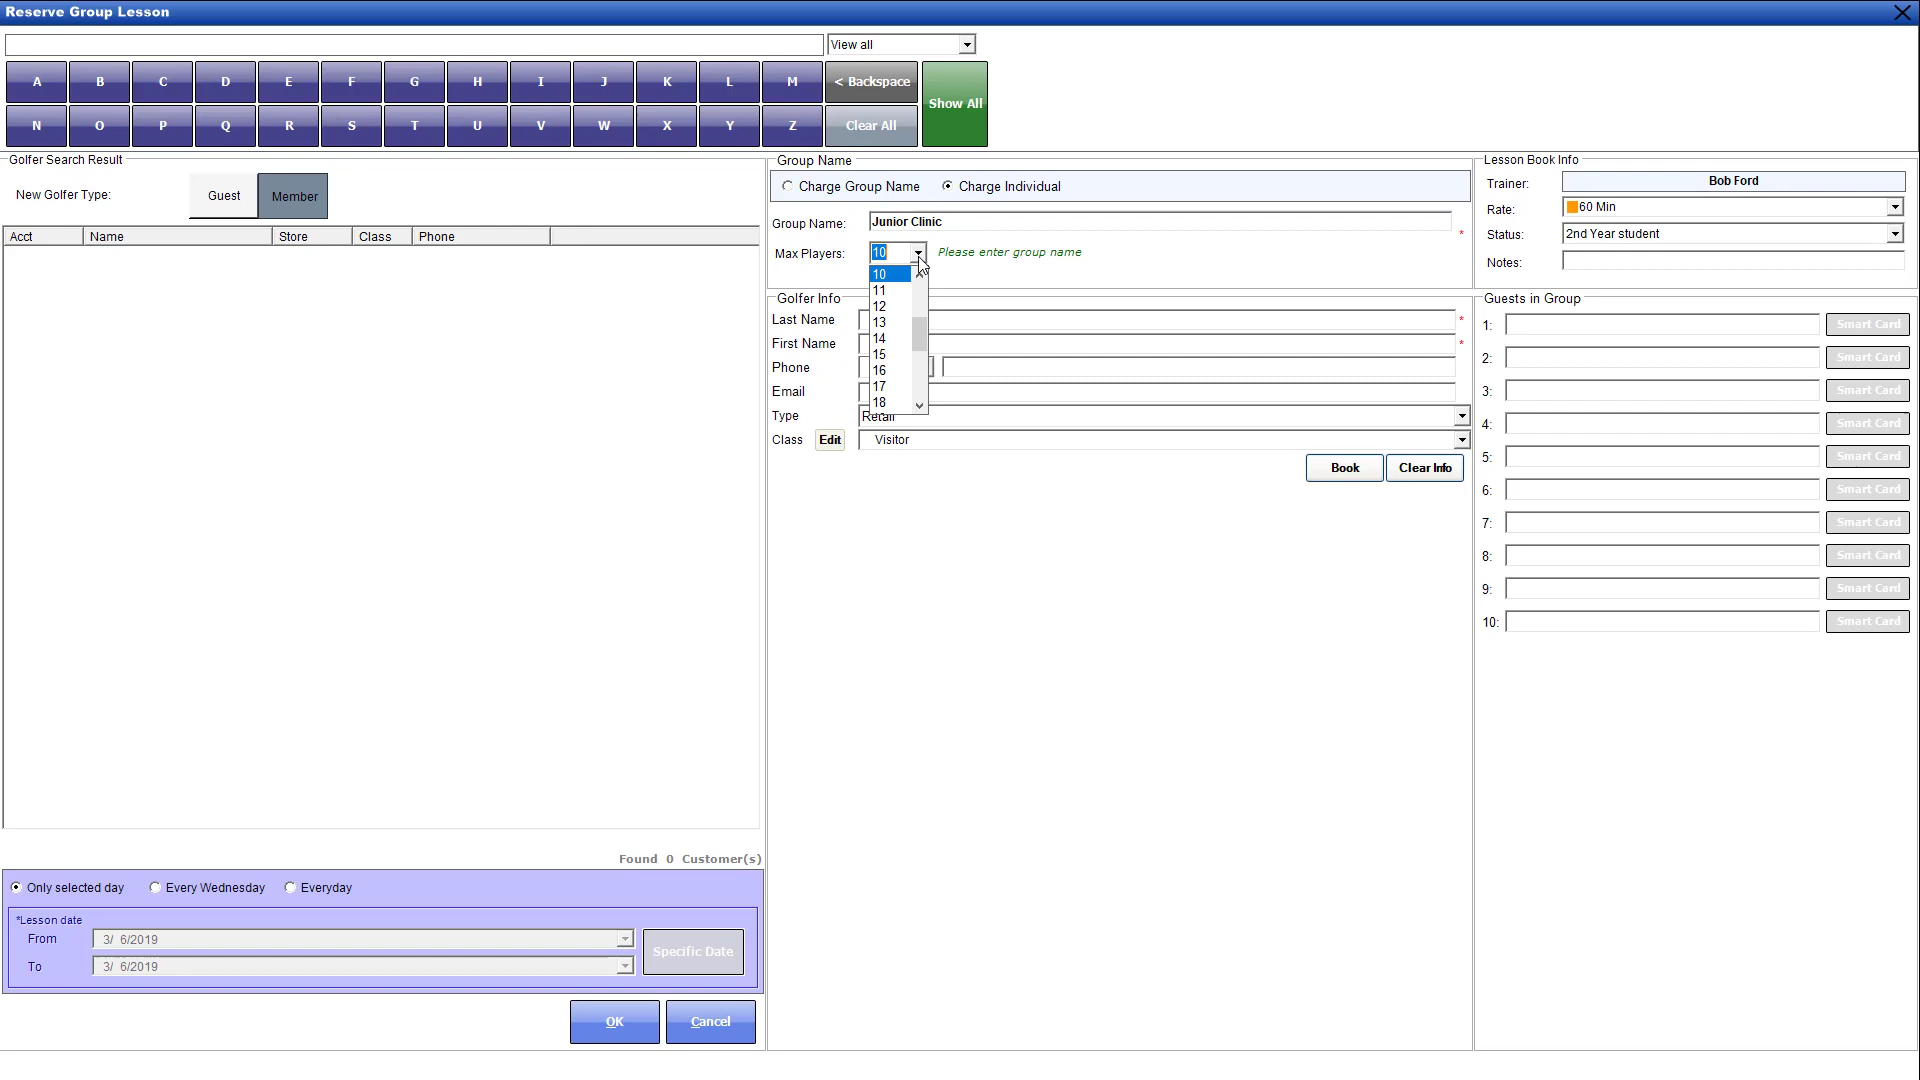 Reserve Group Lesson
View all
A B C D E F G H I J K L M < Backspace
Show All
N O P Q R S T U V W X Y Z Clear All
Golfer Search Result
New Golfer Type: Guest Member
Acct Name Store Class Phone
Found 0 Customer(s)
Only selected day Every Wednesday Everyday
*Lesson date
From 3/ 6/2019
To 3/ 6/2019
Specific Date
OK Cancel
Group Name
Charge Group Name Charge Individual
Group Name: Junior Clinic *
Max Players: 10 Please enter group name
10
11
12
13
14
15
16
17
18
Golfer Info
Last Name *
First Name *
Phone
Email
Type Retail
Class Edit Visitor
Book Clear Info
Lesson Book Info
Trainer: Bob Ford
Rate: 60 Min
Status: 2nd Year student
Notes:
Guests in Group
1: Smart Card
2: Smart Card
3: Smart Card
4: Smart Card
5: Smart Card
6: Smart Card
7: Smart Card
8: Smart Card
9: Smart Card
10: Smart Card